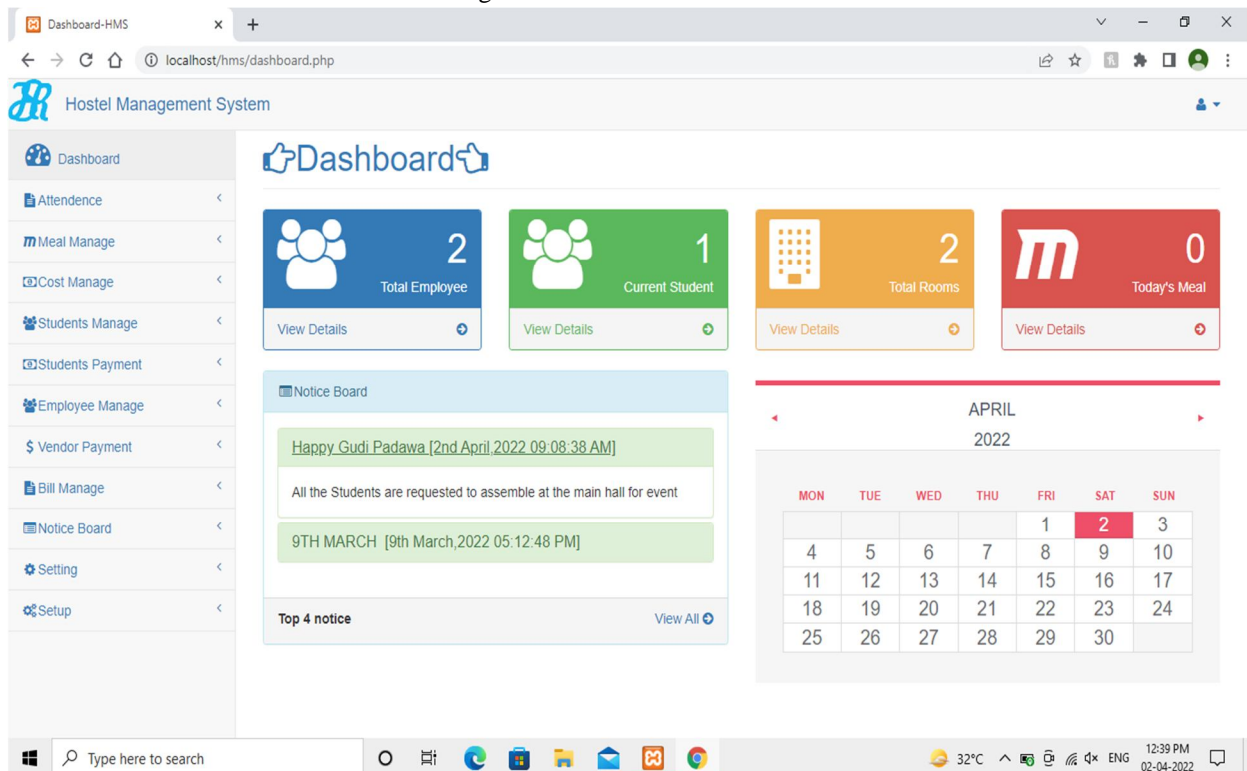 Dashboard-HMS
localhost/hms/dashboard.php
Hostel Management System
Dashboard
Attendence
Meal Manage
Cost Manage
Students Manage
Students Payment
Employee Manage
$ Vendor Payment
Bill Manage
Notice Board
Setting
Setup
Dashboard
2
Total Employee
View Details
1
Current Student
View Details
2
Total Rooms
View Details
0
Today's Meal
View Details
Notice Board
Happy Gudi Padawa [2nd April,2022 09:08:38 AM]
All the Students are requested to assemble at the main hall for event
9TH MARCH [9th March,2022 05:12:48 PM]
Top 4 notice View All
APRIL
2022
MON TUE WED THU FRI SAT SUN
1 2 3
4 5 6 7 8 9 10
11 12 13 14 15 16 17
18 19 20 21 22 23 24
25 26 27 28 29 30
Type here to search
32°C ENG 12:39 PM
02-04-2022